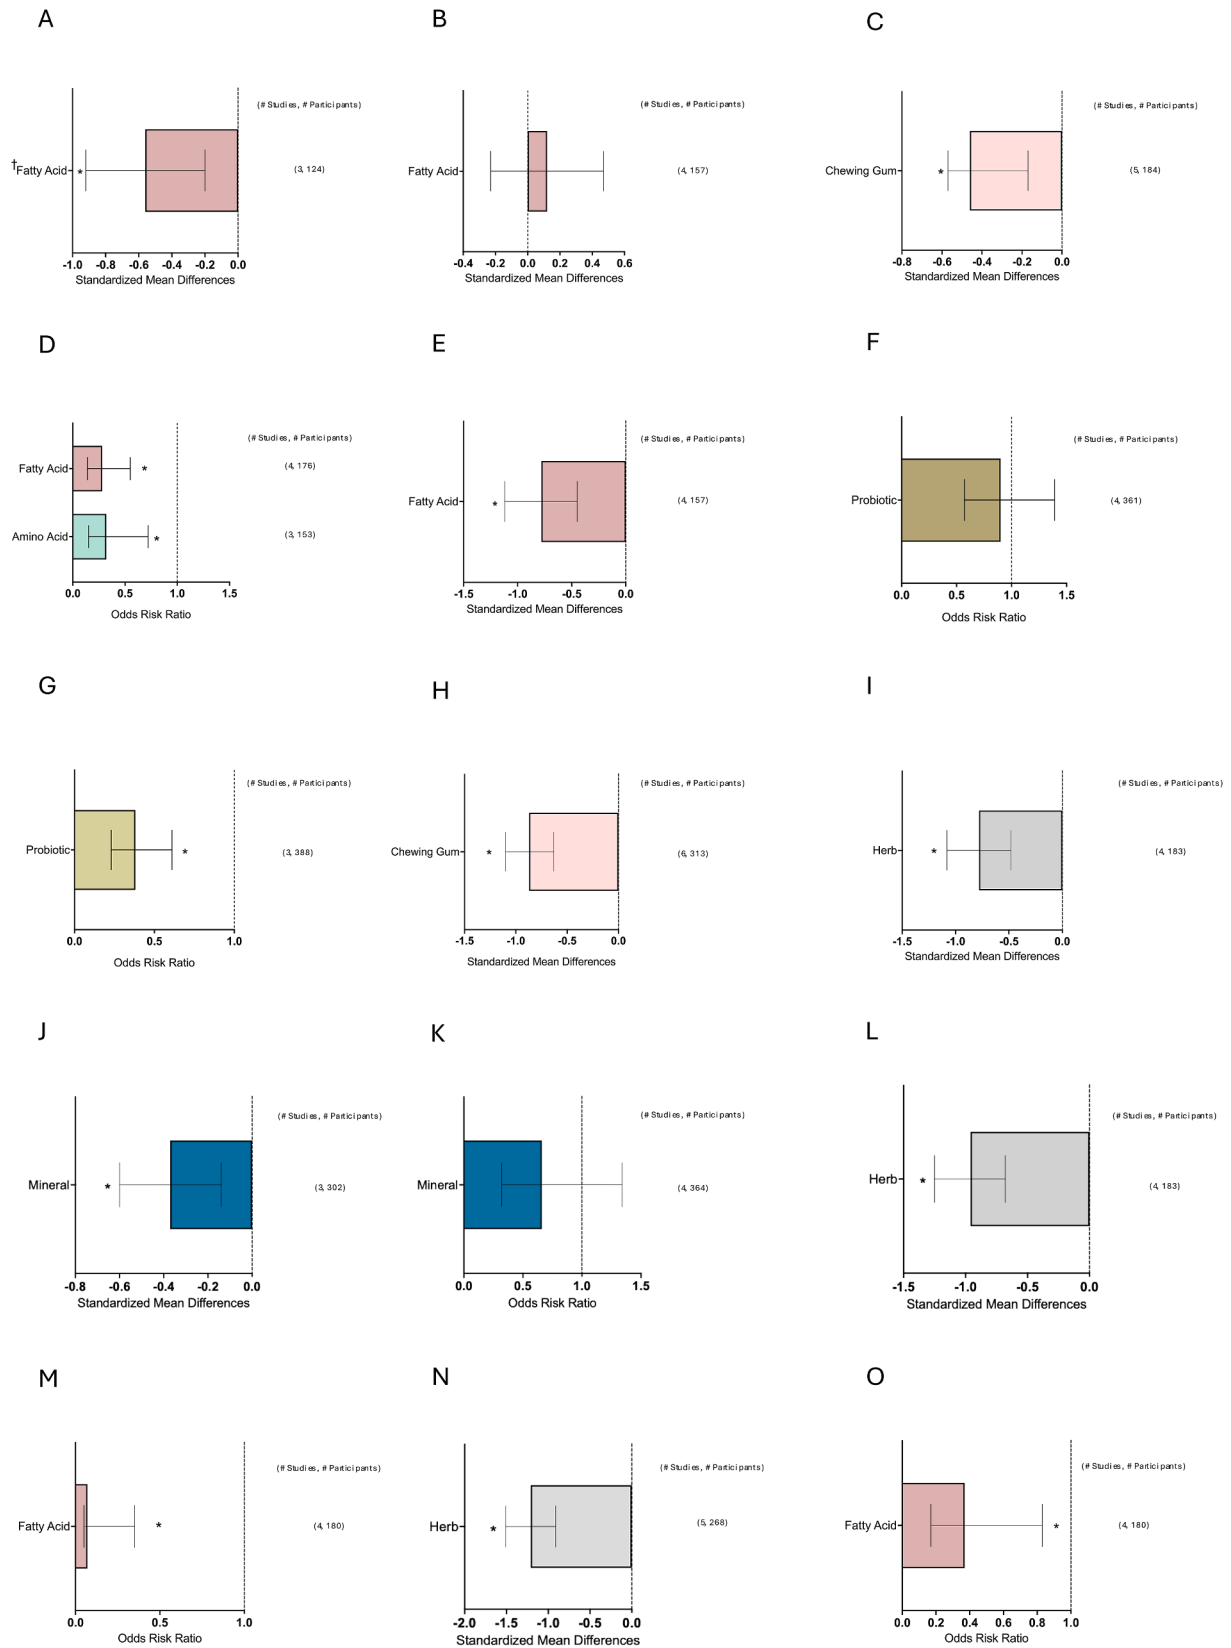 A
(# Studies, # Participants)
†Fatty Acid
*
(3, 124)
-1.0 -0.8 -0.6 -0.4 -0.2 0.0
Standardized Mean Differences
B
(# Studies, # Participants)
Fatty Acid
(4, 157)
-0.4 -0.2 0.0 0.2 0.4 0.6
Standardized Mean Differences
C
(# Studies, # Participants)
Chewing Gum
*
(5, 184)
-0.8 -0.6 -0.4 -0.2 0.0
Standardized Mean Differences
D
(# Studies, # Participants)
Fatty Acid
*
(4, 176)
Amino Acid
*
(3, 153)
0.0 0.5 1.0 1.5
Odds Risk Ratio
E
(# Studies, # Participants)
Fatty Acid
*
(4, 157)
-1.5 -1.0 -0.5 0.0
Standardized Mean Differences
F
(# Studies, # Participants)
Probiotic
(4, 361)
0.0 0.5 1.0 1.5
Odds Risk Ratio
G
(# Studies, # Participants)
Probiotic
*
(3, 388)
0.0 0.5 1.0
Odds Risk Ratio
H
(# Studies, # Participants)
Chewing Gum
*
(6, 313)
-1.5 -1.0 -0.5 0.0
Standardized Mean Differences
I
(# Studies, # Participants)
Herb
*
(4, 183)
-1.5 -1.0 -0.5 0.0
Standardized Mean Differences
J
(# Studies, # Participants)
Mineral
*
(3, 302)
-0.8 -0.6 -0.4 -0.2 0.0
Standardized Mean Differences
K
(# Studies, # Participants)
Mineral
(4, 364)
0.0 0.5 1.0 1.5
Odds Risk Ratio
L
(# Studies, # Participants)
Herb
*
(4, 183)
-1.5 -1.0 -0.5 0.0
Standardized Mean Differences
M
(# Studies, # Participants)
Fatty Acid
*
(4, 180)
0.0 0.5 1.0
Odds Risk Ratio
N
(# Studies, # Participants)
Herb
*
(5, 268)
-2.0 -1.5 -1.0 -0.5 0.0
Standardized Mean Differences
O
(# Studies, # Participants)
Fatty Acid
*
(4, 180)
0.0 0.2 0.4 0.6 0.8 1.0
Odds Risk Ratio